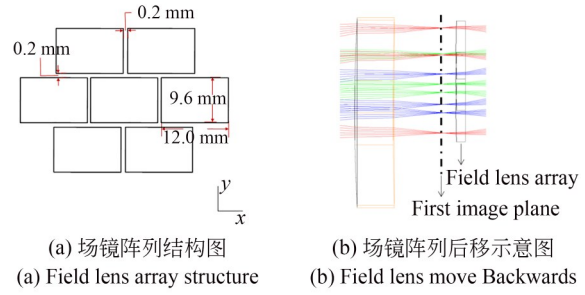 0.2 mm
0.2 mm
9.6 mm
12.0 mm
y
x
Field lens array
First image plane
(a) 场镜阵列结构图
(a) Field lens array structure
(b) 场镜阵列后移示意图
(b) Field lens move Backwards